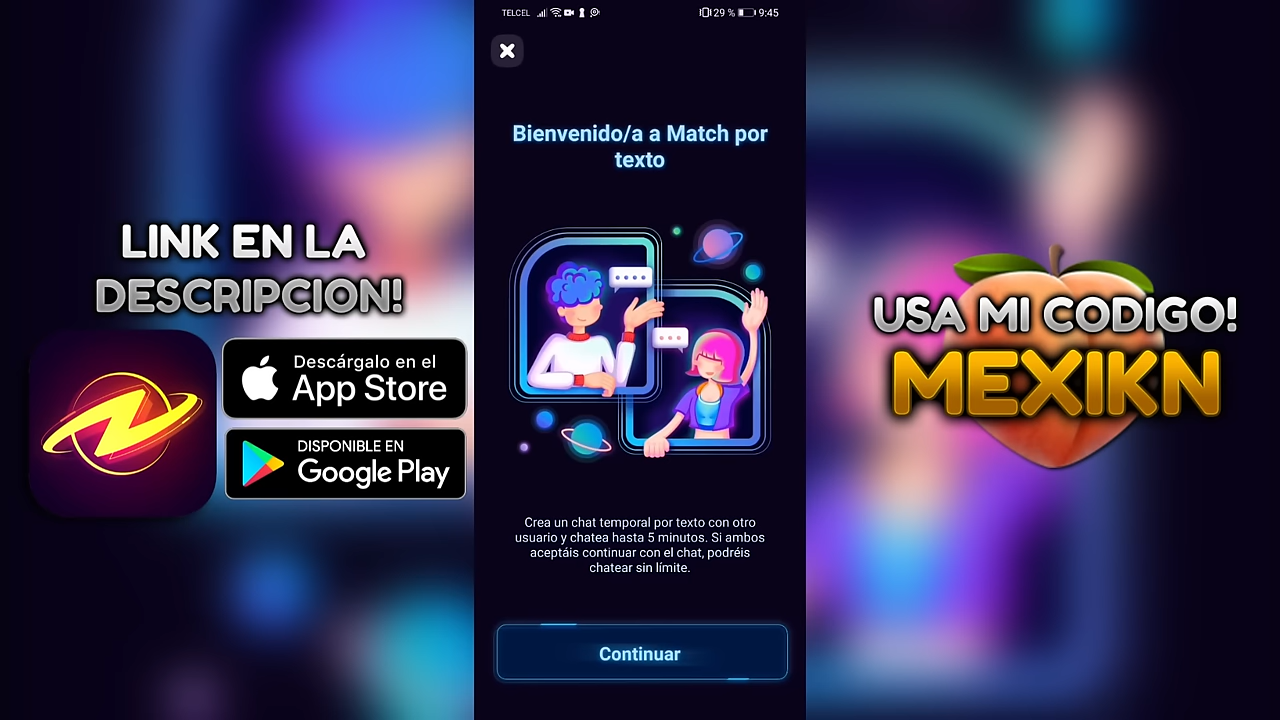 TELCEL 29 % 9:45
Bienvenido/a a Match por
texto
LINK EN LA
DESCRIPCION!
Descárgalo en el
App Store
DISPONIBLE EN
Google Play
USA MI CODIGO!
MEXIKN
Crea un chat temporal por texto con otro
usuario y chatea hasta 5 minutos. Si ambos
aceptáis continuar con el chat, podréis
chatear sin límite.
Continuar